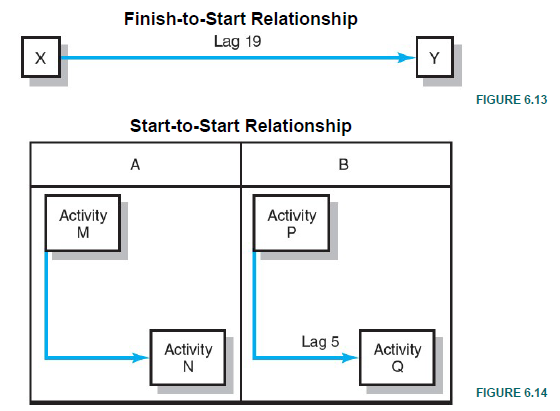 Finish-to-Start Relationship
Lag 19
X
Y
FIGURE 6.13
Start-to-Start Relationship
A
B
Activity
M
Activity
P
Activity
N
Lag 5
Activity
Q
FIGURE 6.14